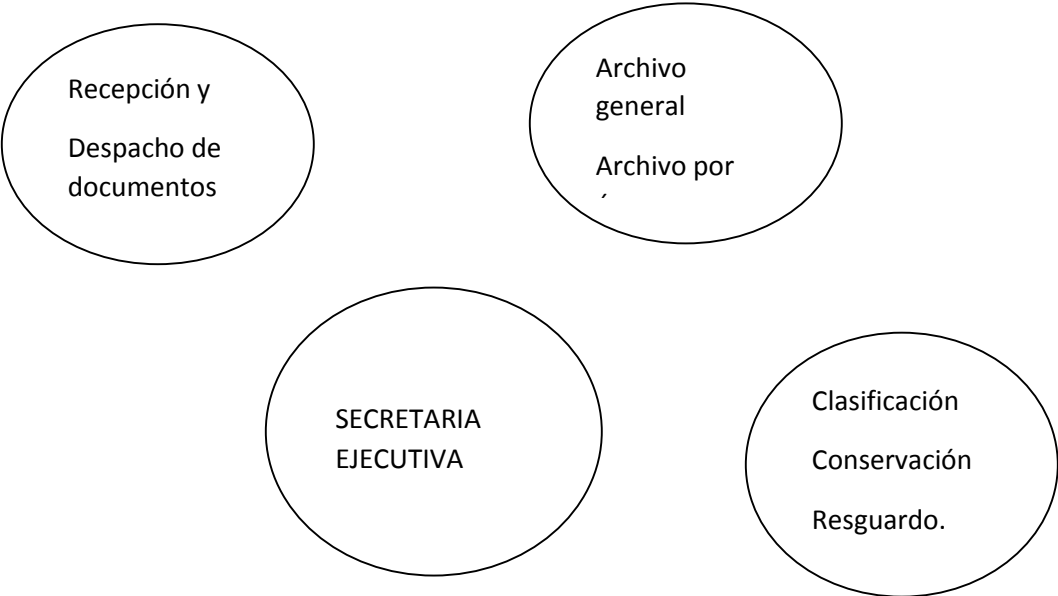 Recepción y
Despacho de
documentos
Archivo
general
Archivo por
SECRETARIA
EJECUTIVA
Clasificación
Conservación
Resguardo.